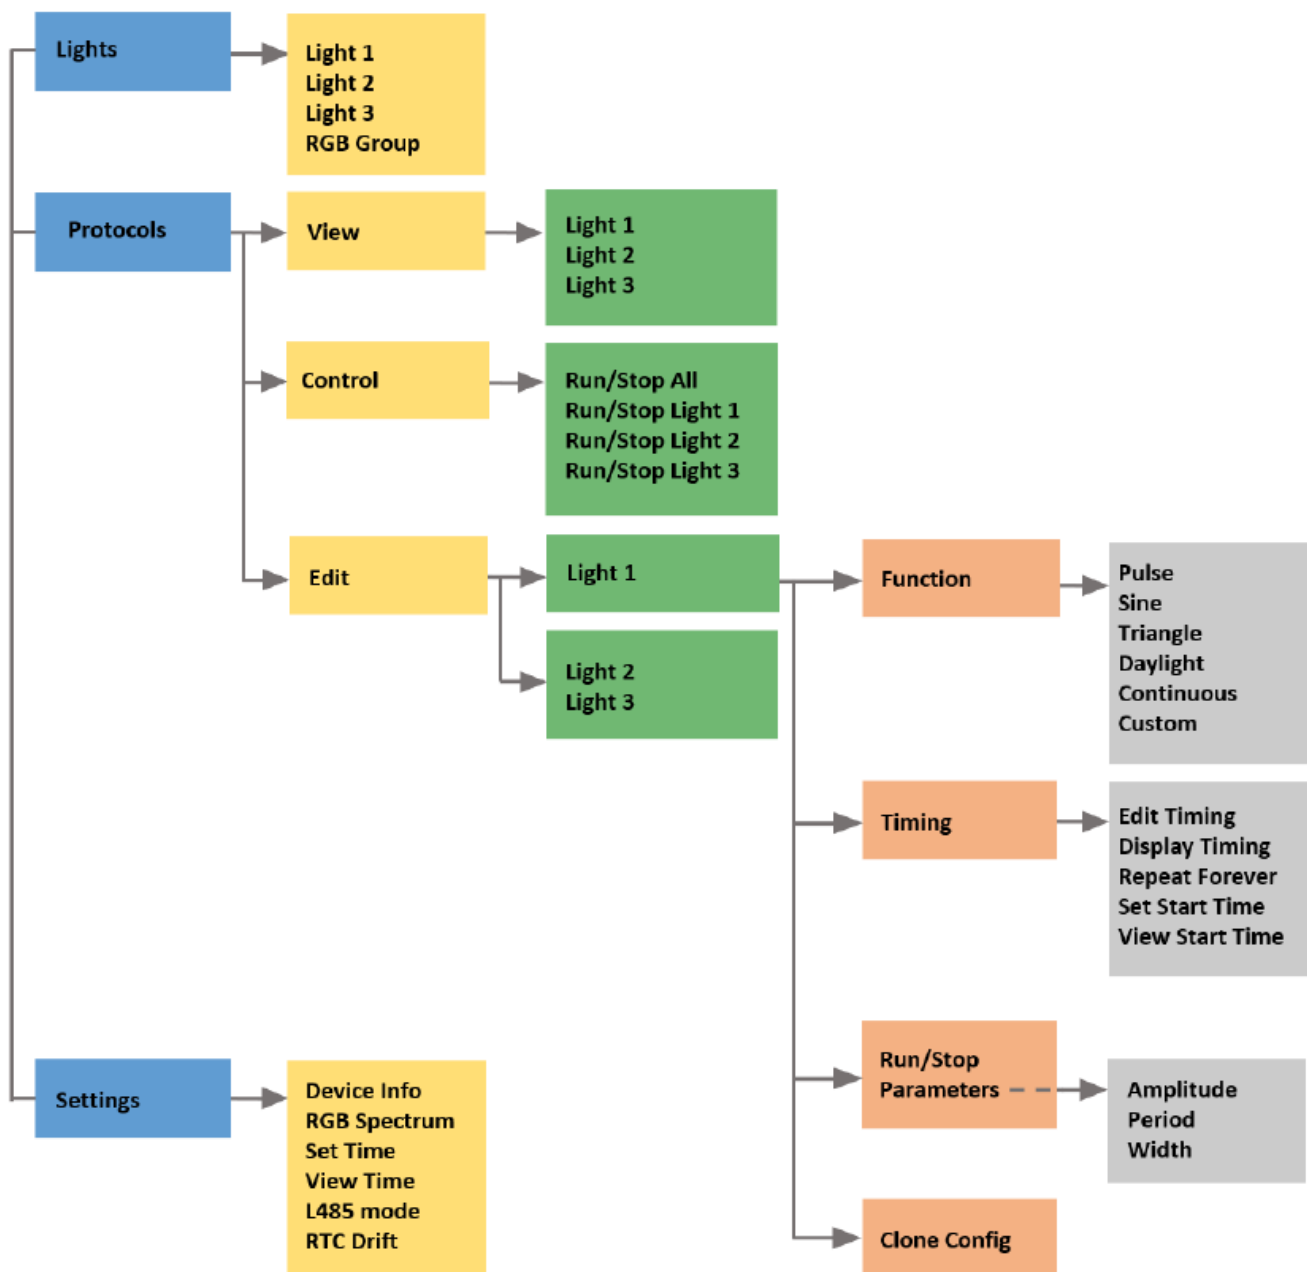 Lights
Light 1
Light 2
Light 3
RGB Group
Protocols
View
Light 1
Light 2
Light 3
Control
Run/Stop All
Run/Stop Light 1
Run/Stop Light 2
Run/Stop Light 3
Edit
Light 1
Light 2
Light 3
Function
Pulse
Sine
Triangle
Daylight
Continuous
Custom
Timing
Edit Timing
Display Timing
Repeat Forever
Set Start Time
View Start Time
Run/Stop
Parameters
Amplitude
Period
Width
Clone Config
Settings
Device Info
RGB Spectrum
Set Time
View Time
L485 mode
RTC Drift